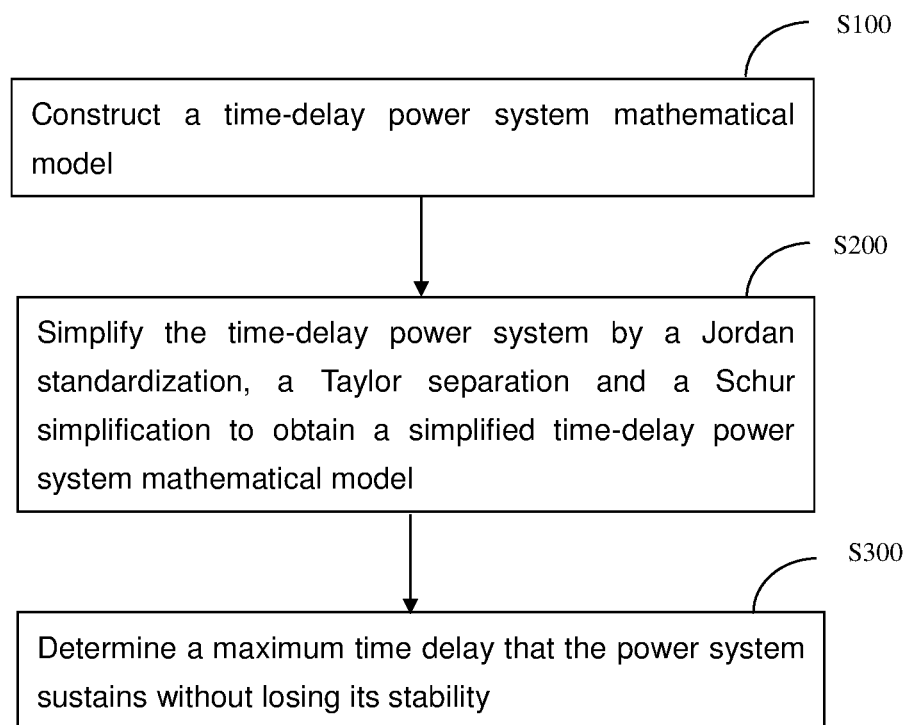 S100
Construct a time-delay power system mathematical
model
S200
Simplify the time-delay power system by a Jordan
standardization, a Taylor separation and a Schur
simplification to obtain a simplified time-delay power
system mathematical model
S300
Determine a maximum time delay that the power system
sustains without losing its stability